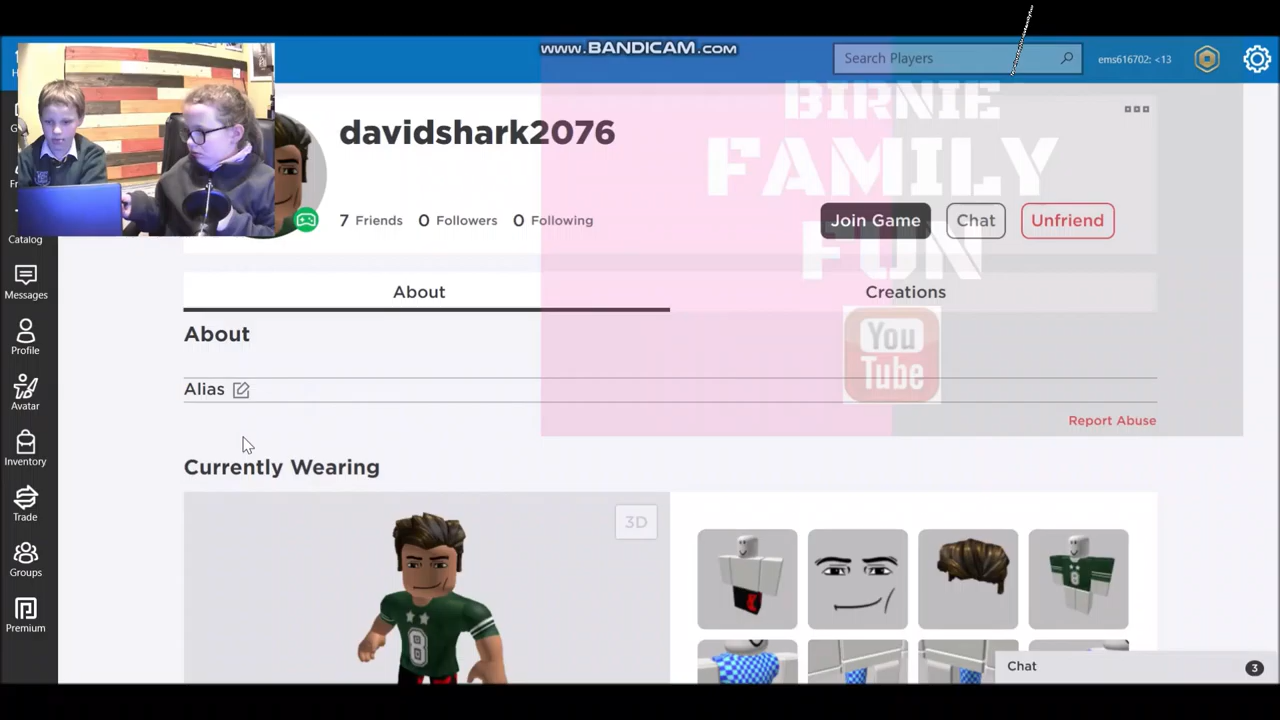 www.BANDICAM.com
Search Players
ems616702: <13
BIRNIE
FAMILY
FUN
You
Tube
davidshark2076
7 Friends 0 Followers 0 Following
Join Game
Chat
Unfriend
Catalog
Messages
Profile
Avatar
Inventory
Trade
Groups
Premium
About
Creations
About
Alias
Report Abuse
Currently Wearing
3D
8
8
Chat
3